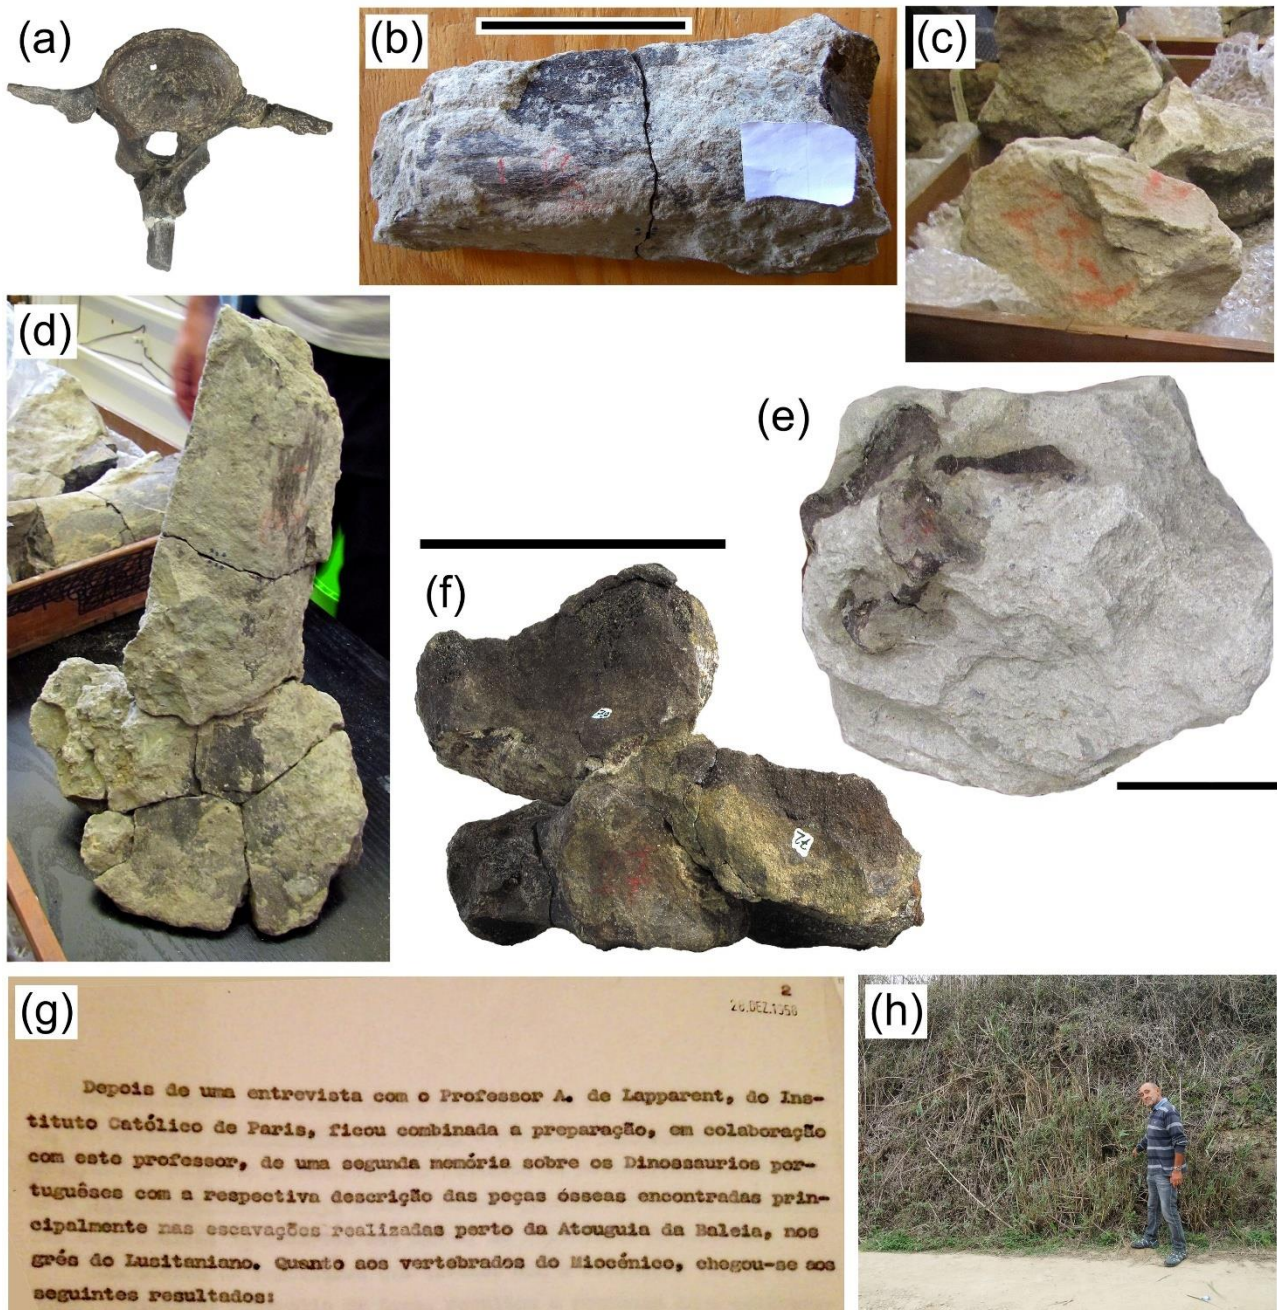 (a)
(b)
(c)
(d)
(e)
(f)
70
72
(g)
2
28.DEZ.1958
Depois de uma entrevista com o Professor A. de Lapparent, do Ins-
tituto Católico de Paris, ficou combinada a preparação, em colaboração
com este professor, de uma segunda memória sobre os Dinossaurios por-
tuguêses com a respectiva descrição das peças ósseas encontradas prin-
cipalmente nas escavações realizadas perto da Atouguia da Baleia, nos
grés do Lusitaniano. Quanto aos vertebrados do Miocénico, chegou-se aos
seguintes resultados:
(h)